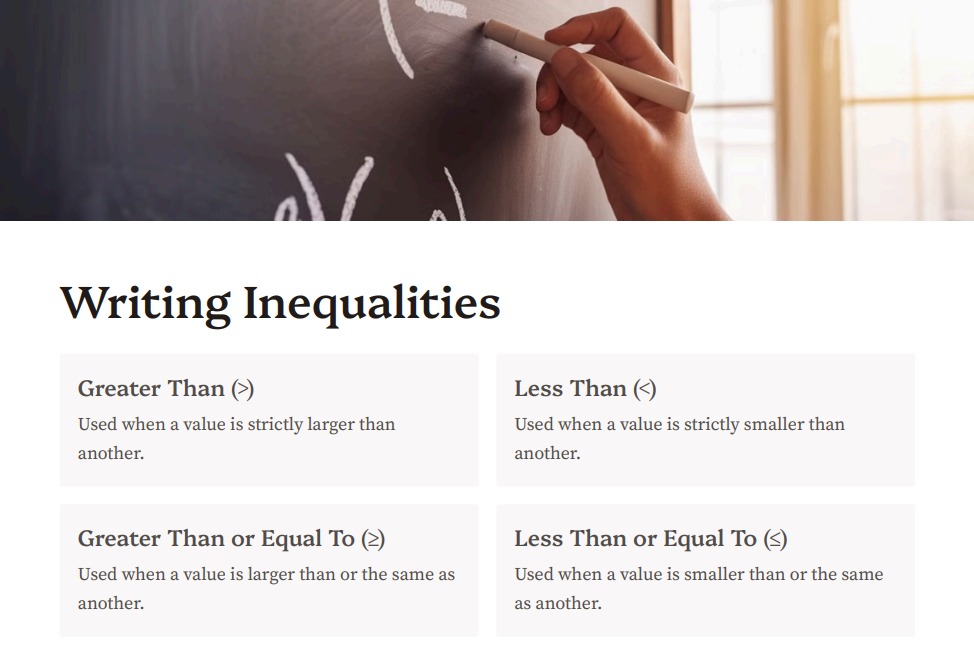 Writing Inequalities
Greater Than (>)
Used when a value is strictly larger than
another.
Less Than (<)
Used when a value is strictly smaller than
another.
Greater Than or Equal To (≥)
Used when a value is larger than or the same as
another.
Less Than or Equal To (≤)
Used when a value is smaller than or the same
as another.